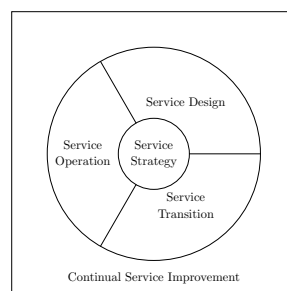 Service Design
Service
Operation
Service
Strategy
Service
Transition
Continual Service Improvement